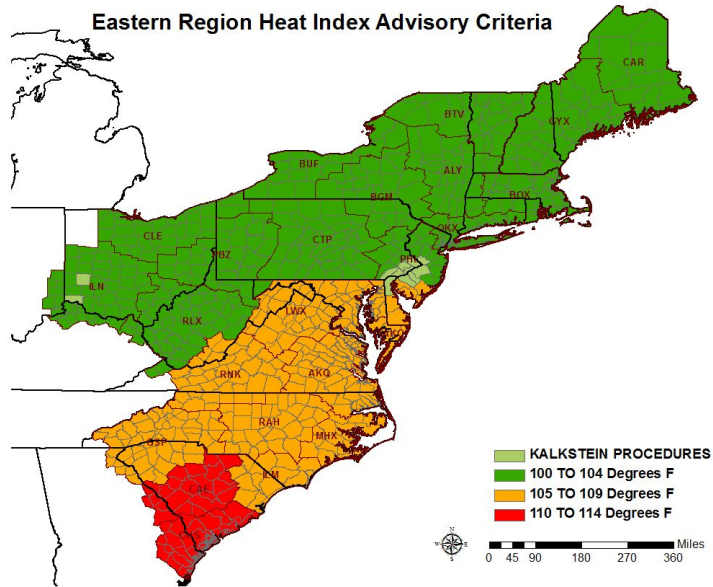 Eastern Region Heat Index Advisory Criteria
CAR
BTV
GYX
BUF
ALY
BGM
BOX
CLE
OKX
CTP
PBZ
PHI
ILN
LWX
RLX
AKQ
RNK
AKQ
RAH
GSP
MHX
ILM
CAE
KALKSTEIN PROCEDURES
100 TO 104 Degrees F
105 TO 109 Degrees F
110 TO 114 Degrees F
N
W E
S
Miles
0 45 90 180 270 360